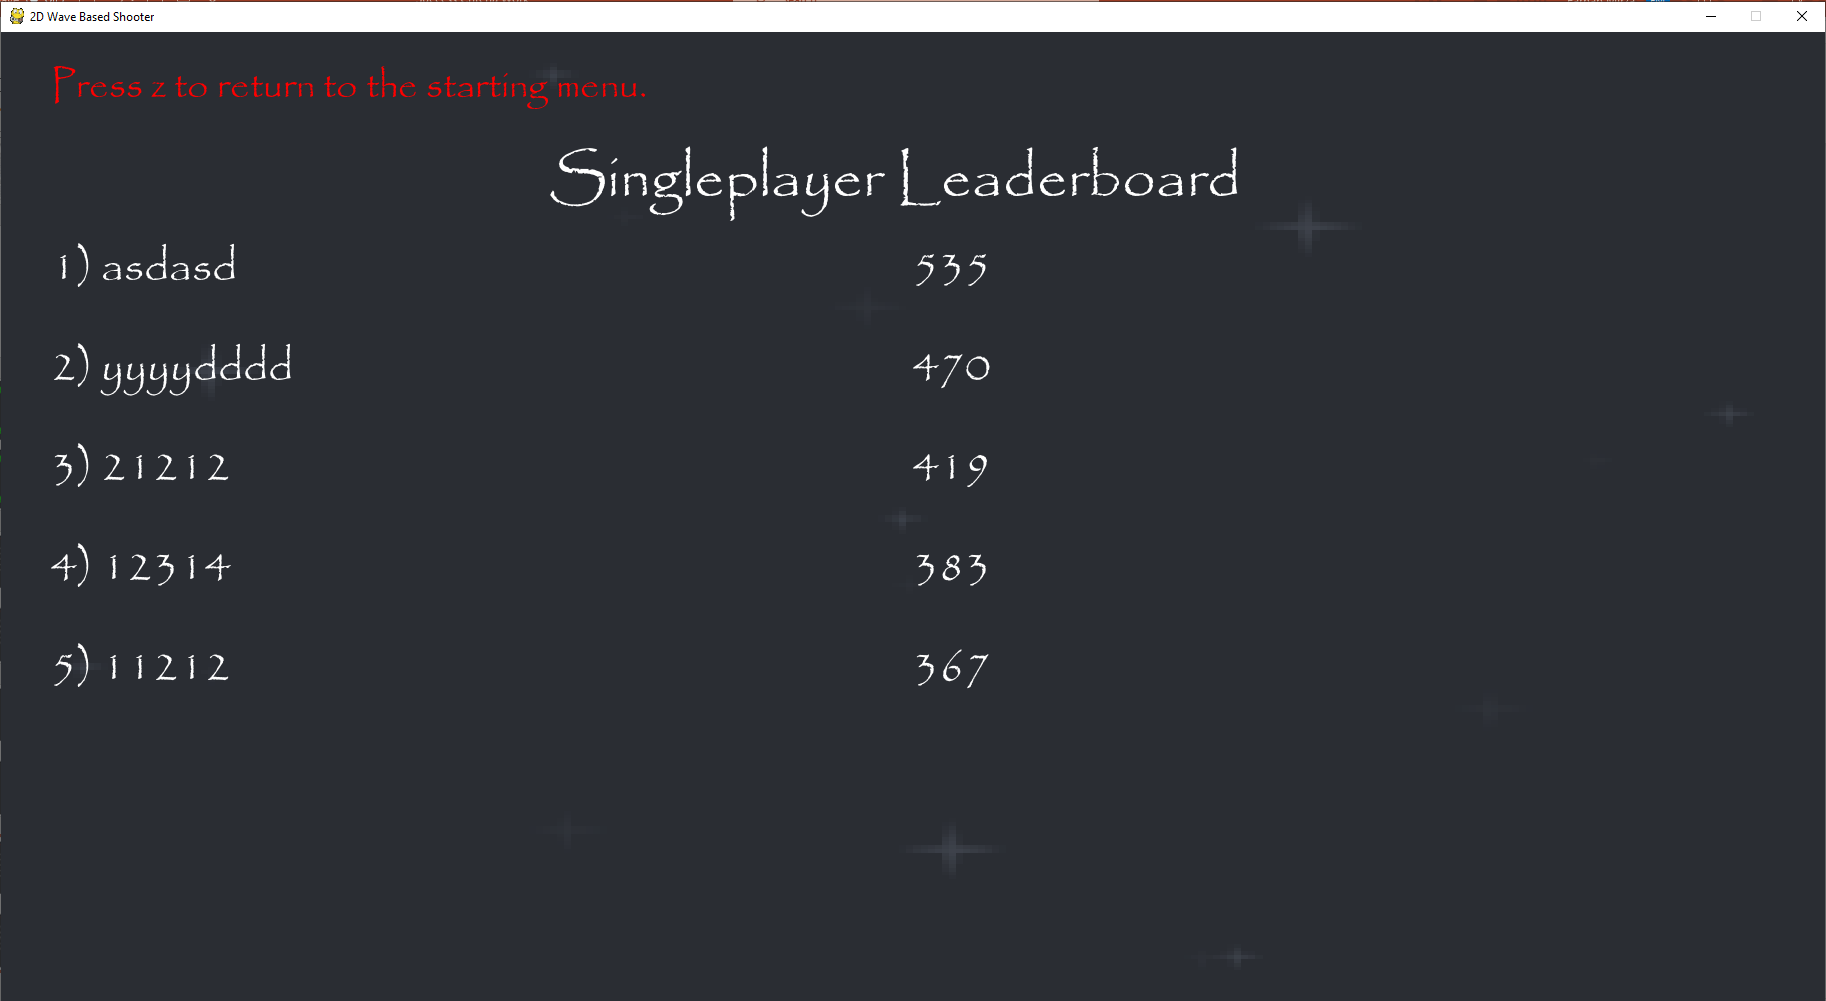 2D Wave Based Shooter
Press z to return to the starting menu.
Singleplayer Leaderboard
1) asdasd 535
2) yyyydddd 470
3) 21212 419
4) 12314 383
5) 11212 367